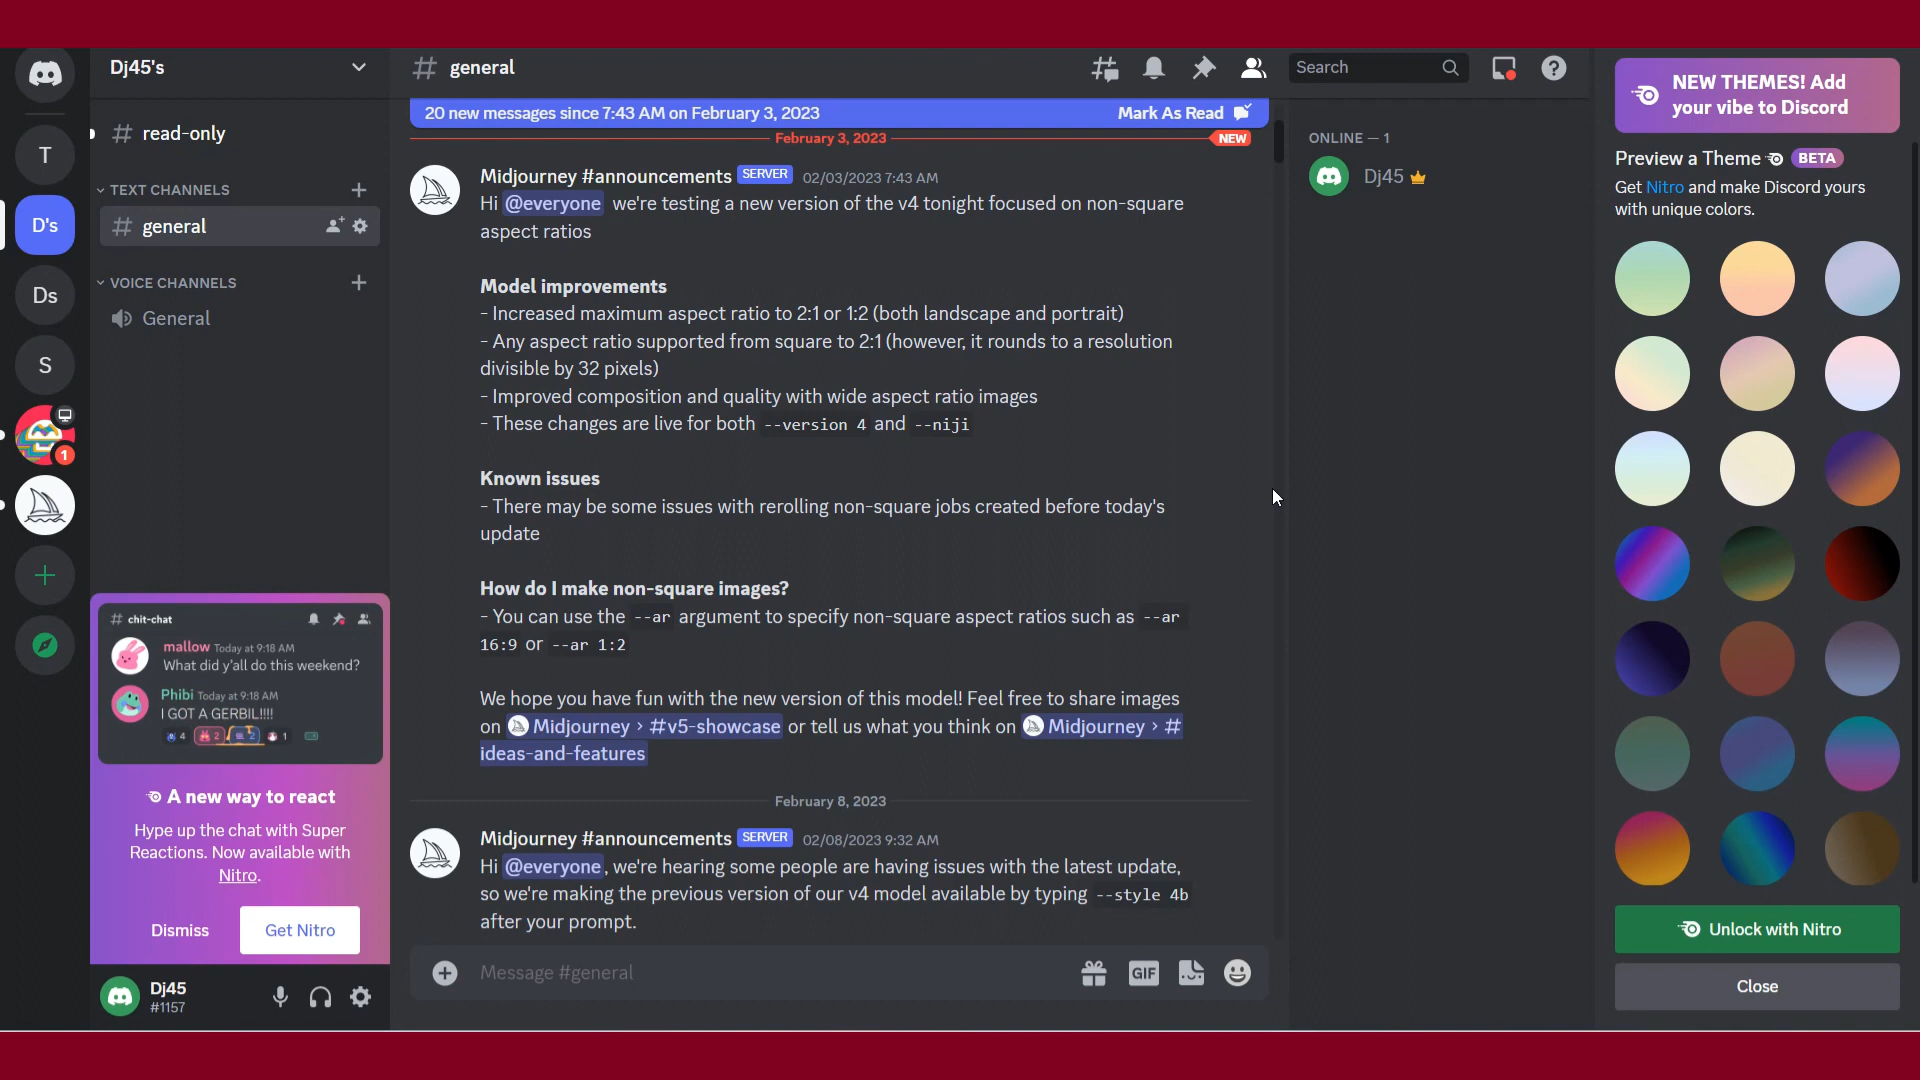 Dj45's
general
Search
20 new messages since 7:43 AM on February 3, 2023
Mark As Read
February 3, 2023
NEW
read-only
TEXT CHANNELS
general
VOICE CHANNELS
General
T
D's
Ds
S
1
Midjourney #announcements SERVER 02/03/2023 7:43 AM
Hi @everyone we're testing a new version of the v4 tonight focused on non-square
aspect ratios
Model improvements
- Increased maximum aspect ratio to 2:1 or 1:2 (both landscape and portrait)
- Any aspect ratio supported from square to 2:1 (however, it rounds to a resolution
divisible by 32 pixels)
- Improved composition and quality with wide aspect ratio images
- These changes are live for both --version 4 and --niji
Known issues
- There may be some issues with rerolling non-square jobs created before today's
update
How do I make non-square images?
- You can use the --ar argument to specify non-square aspect ratios such as --ar
16:9 or --ar 1:2
We hope you have fun with the new version of this model! Feel free to share images
on Midjourney > #v5-showcase or tell us what you think on Midjourney > #
ideas-and-features
February 8, 2023
Midjourney #announcements SERVER 02/08/2023 9:32 AM
Hi @everyone, we're hearing some people are having issues with the latest update,
so we're making the previous version of our v4 model available by typing --style 4b
after your prompt.
Message #general
GIF
# chit-chat
mallow Today at 9:18 AM
What did y'all do this weekend?
Phibi Today at 9:18 AM
I GOT A GERBIL!!!!
4 2 2 1
A new way to react
Hype up the chat with Super
Reactions. Now available with
Nitro.
Dismiss
Get Nitro
Dj45
#1157
ONLINE — 1
Dj45
NEW THEMES! Add
your vibe to Discord
Preview a Theme BETA
Get Nitro and make Discord yours
with unique colors.
Unlock with Nitro
Close